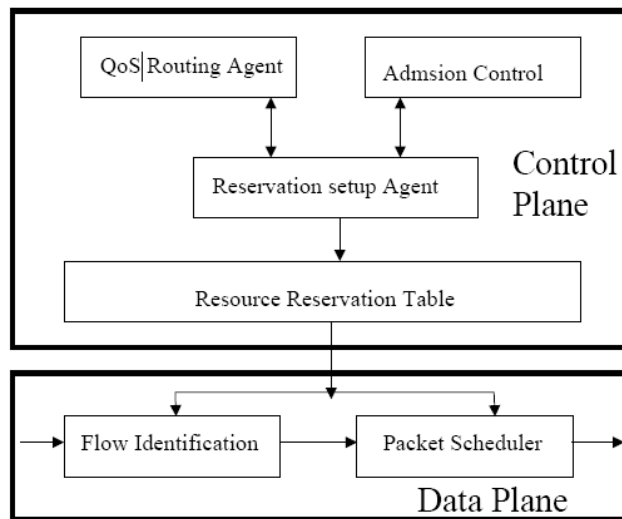 QoS Routing Agent
Admsion Control
Reservation setup Agent
Control
Plane
Resource Reservation Table
Flow Identification
Packet Scheduler
Data Plane